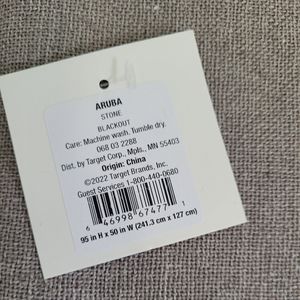 ARUBA
STONE
BLACKOUT
Care: Machine wash. Tumble dry.
068 03 2288
Dist. by Target Corp., Mpls., MN 55403
Origin: China
©2022 Target Brands, Inc.
Guest Services 1-800-440-0680
6 46998 67477 1
95 in H x 50 in W (241.3 cm x 127 cm)